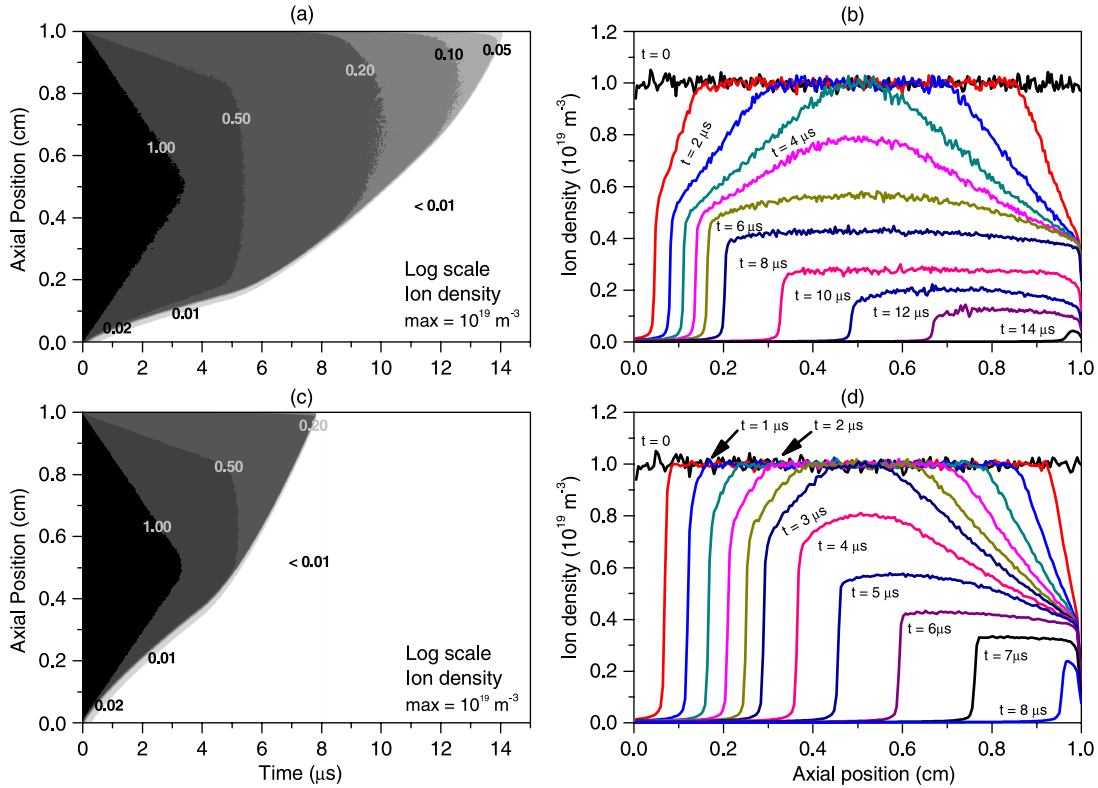 (a)
Axial Position (cm)
1.0
0.8
0.6
0.4
0.2
0.0
0 2 4 6 8 10 12 14
0.05
0.10
0.20
0.50
1.00
< 0.01
0.02
0.01
Log scale
Ion density
max = 10¹⁹ m⁻³
(b)
Ion density (10¹⁹ m⁻³)
1.2
1.0
0.8
0.6
0.4
0.2
0.0
0.0 0.2 0.4 0.6 0.8 1.0
t = 0
t = 2 μs
t = 4 μs
t = 6 μs
t = 8 μs
t = 10 μs
t = 12 μs
t = 14 μs
(c)
Axial Position (cm)
1.0
0.8
0.6
0.4
0.2
0.0
0 2 4 6 8 10 12 14
Time (μs)
0.20
0.50
1.00
< 0.01
0.01
0.02
Log scale
Ion density
max = 10¹⁹ m⁻³
(d)
Ion density (10¹⁹ m⁻³)
1.2
1.0
0.8
0.6
0.4
0.2
0.0
0.0 0.2 0.4 0.6 0.8 1.0
Axial position (cm)
t = 0
t = 1 μs
t = 2 μs
t = 3 μs
t = 4 μs
t = 5 μs
t = 6μs
t = 7μs
t = 8 μs